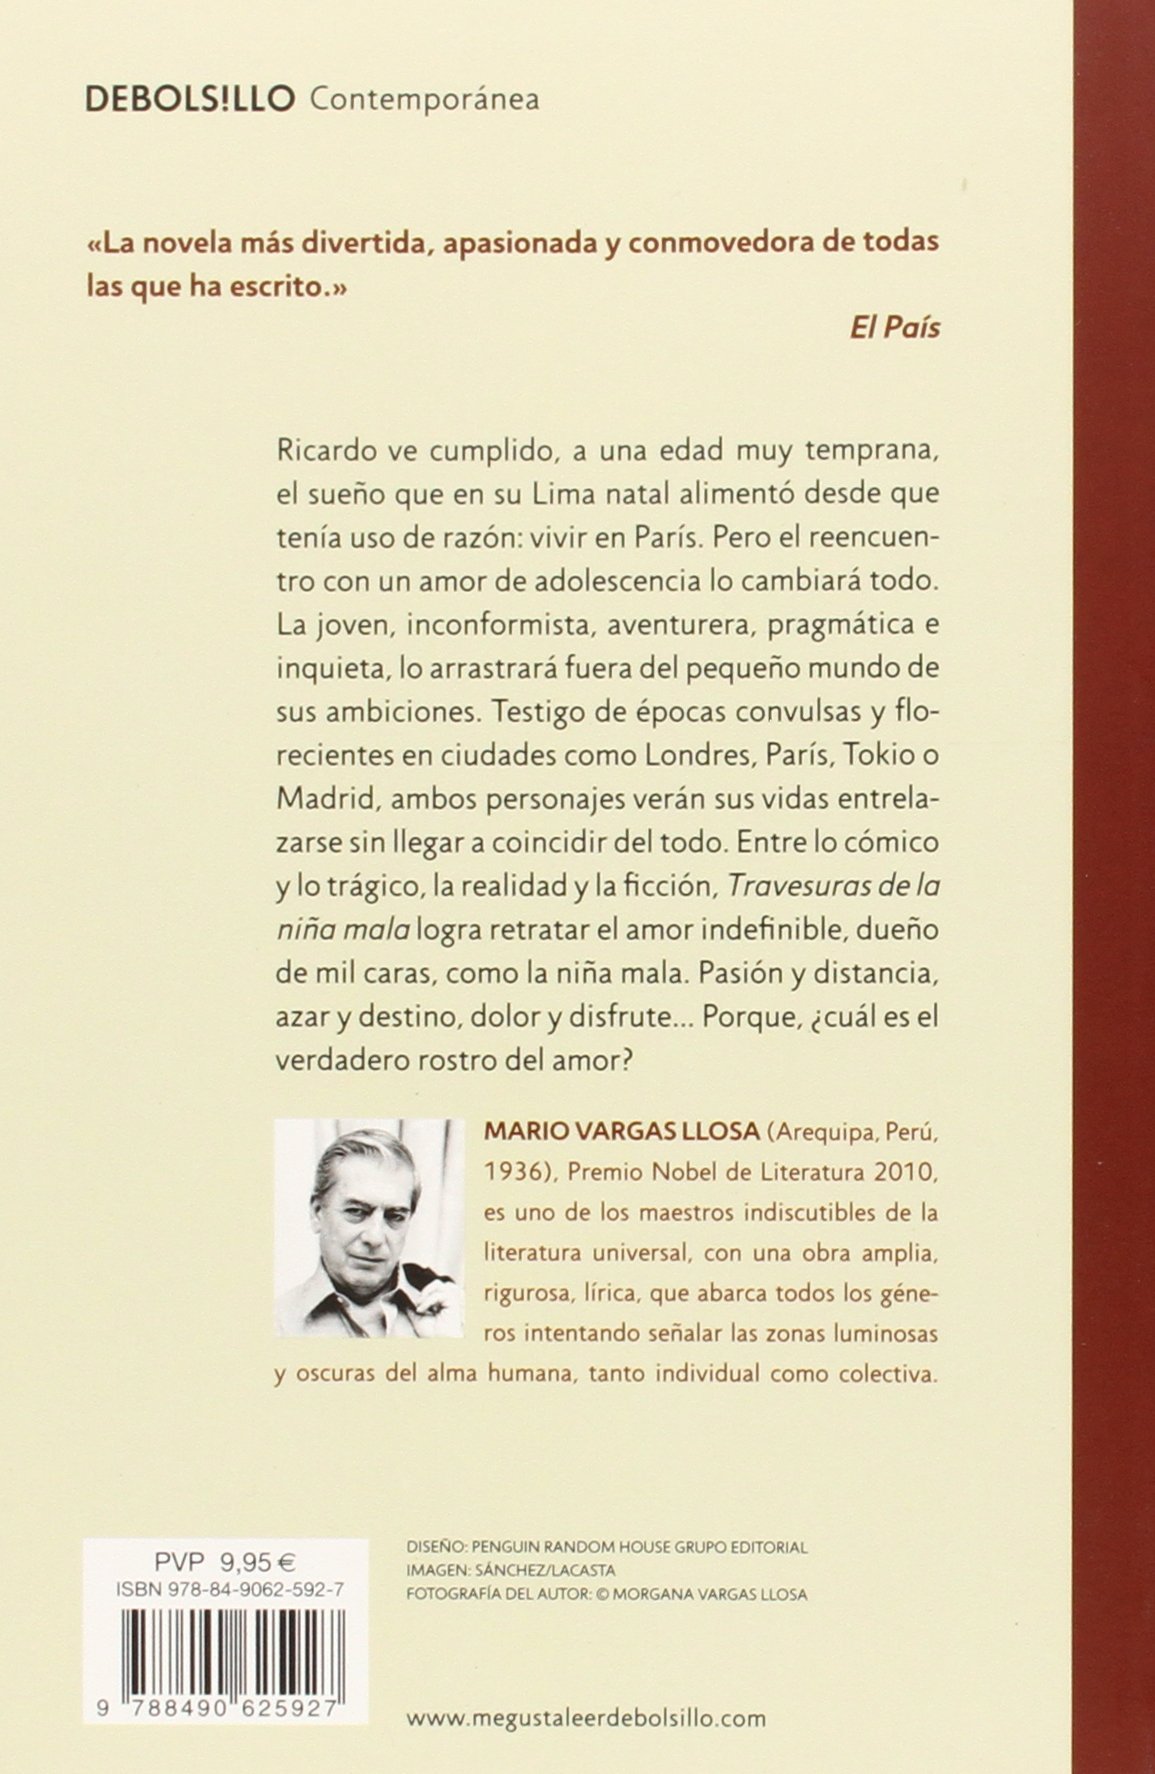 DEBOLS!LLO Contemporánea
«La novela más divertida, apasionada y conmovedora de todas
las que ha escrito.»
El País
Ricardo ve cumplido, a una edad muy temprana,
el sueño que en su Lima natal alimentó desde que
tenía uso de razón: vivir en París. Pero el reencuen-
tro con un amor de adolescencia lo cambiará todo.
La joven, inconformista, aventurera, pragmática e
inquieta, lo arrastrará fuera del pequeño mundo de
sus ambiciones. Testigo de épocas convulsas y flo-
recientes en ciudades como Londres, París, Tokio o
Madrid, ambos personajes verán sus vidas entrela-
zarse sin llegar a coincidir del todo. Entre lo cómico
y lo trágico, la realidad y la ficción, Travesuras de la
niña mala logra retratar el amor indefinible, dueño
de mil caras, como la niña mala. Pasión y distancia,
azar y destino, dolor y disfrute... Porque, ¿cuál es el
verdadero rostro del amor?
MARIO VARGAS LLOSA (Arequipa, Perú,
1936), Premio Nobel de Literatura 2010,
es uno de los maestros indiscutibles de la
literatura universal, con una obra amplia,
rigurosa, lírica, que abarca todos los géne-
ros intentando señalar las zonas luminosas
y oscuras del alma humana, tanto individual como colectiva.
PVP 9,95 €
ISBN 978-84-9062-592-7
9 788490 625927
DISEÑO: PENGUIN RANDOM HOUSE GRUPO EDITORIAL
IMAGEN: SÁNCHEZ/LACASTA
FOTOGRAFÍA DEL AUTOR: © MORGANA VARGAS LLOSA
www.megustaleerdebolsillo.com